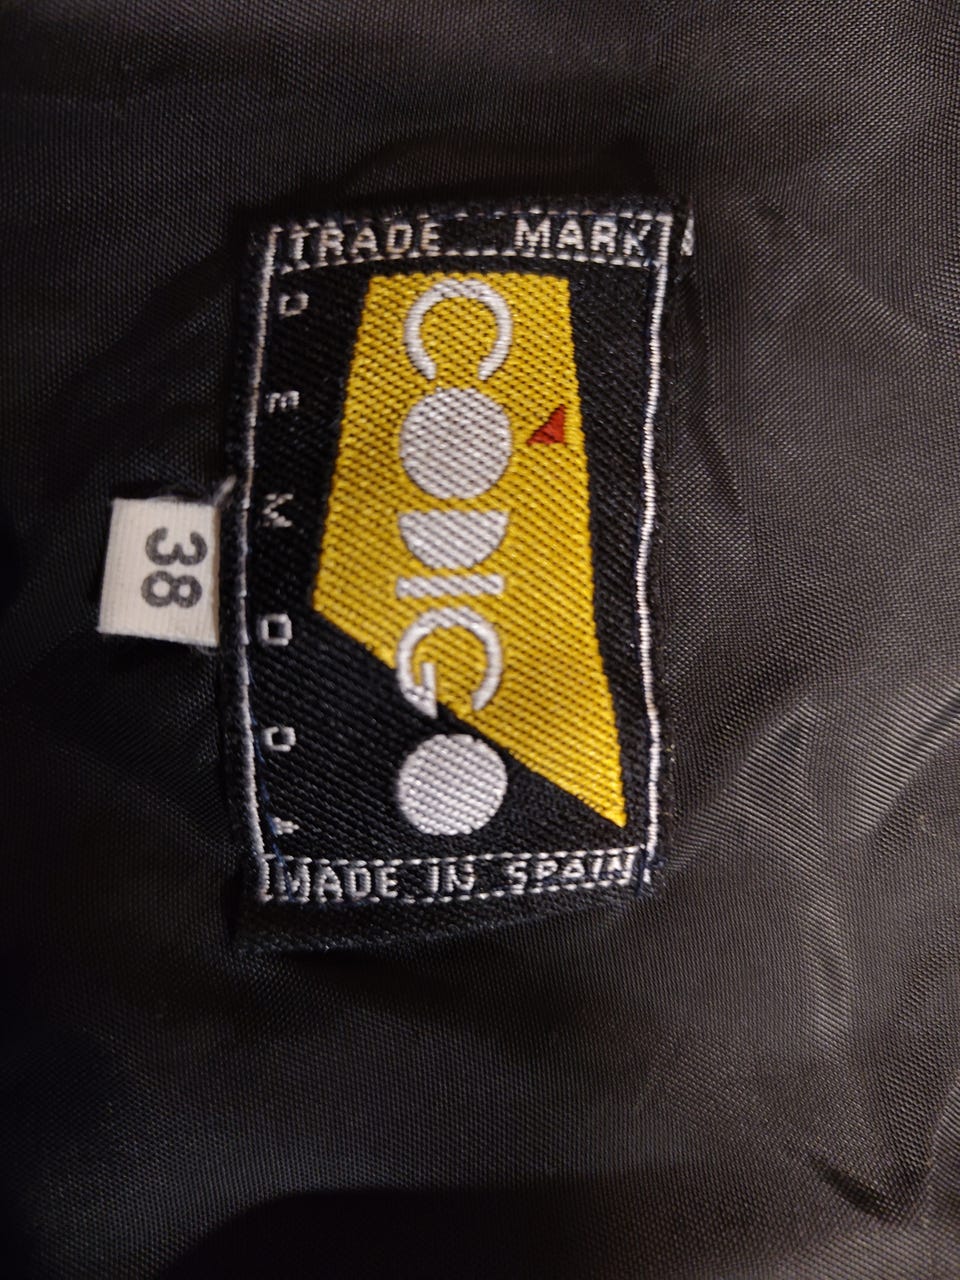 TRADE MARK
CODIGO
DE MODA
MADE IN SPAIN
38